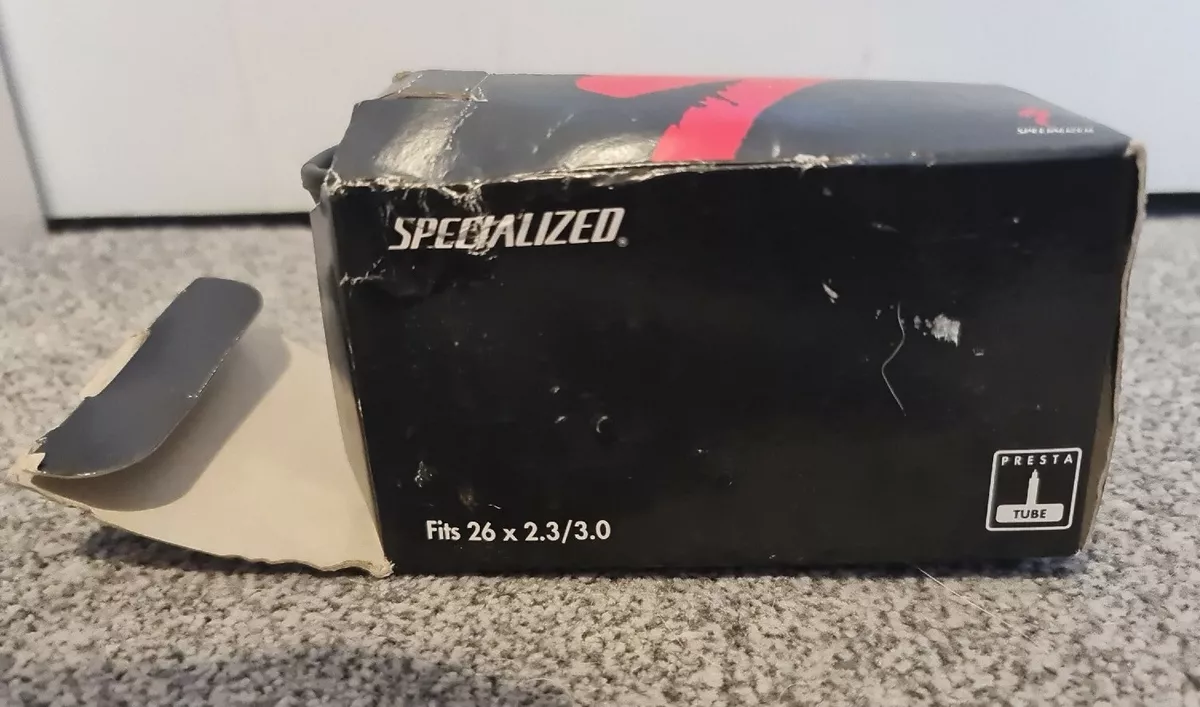 SPECIALIZED
SPECIALIZED®
Fits 26 x 2.3/3.0
PRESTA
TUBE